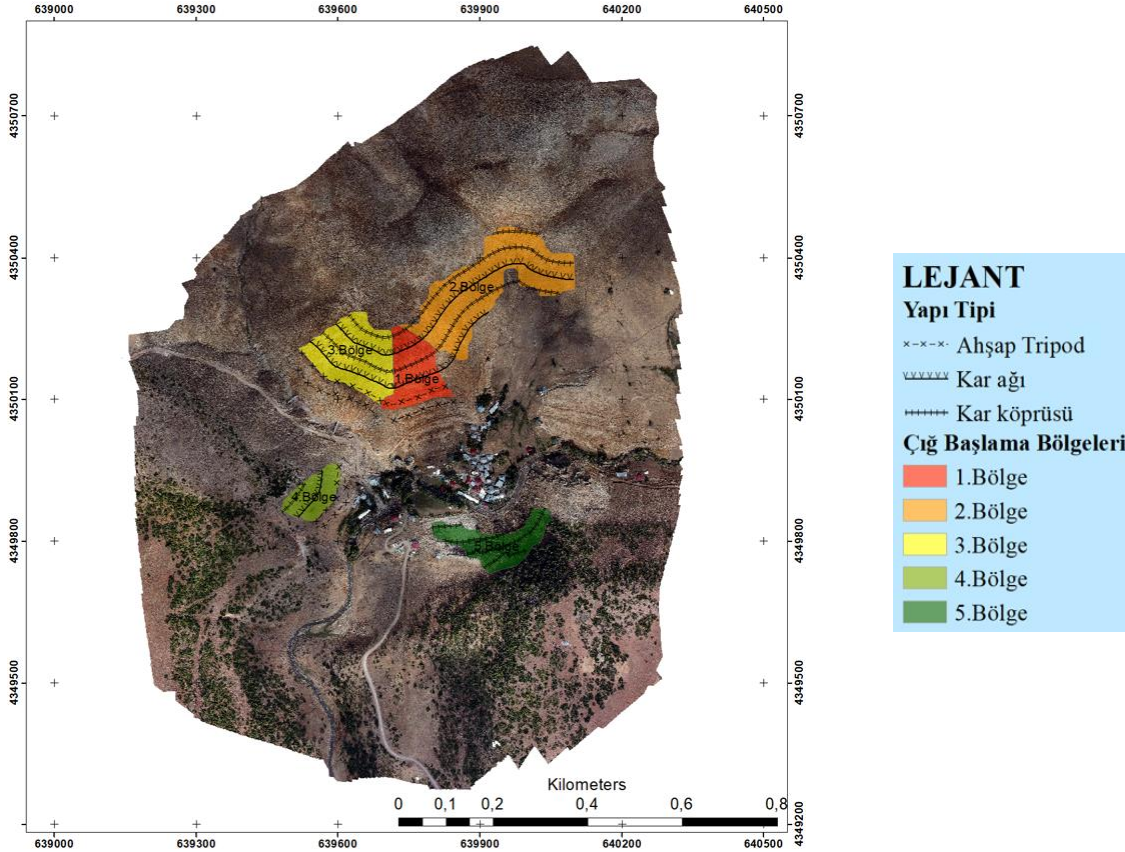 639000 639300 639600 639900 640200 640500
4350700 4350700
4350400 4350400
2.Bölge
3.Bölge
1.Bölge
4350100 4350100
4.Bölge
4349800 4349800
5.Bölge
4349500 4349500
Kilometers
0 0,1 0,2 0,4 0,6 0,8
4349200 4349200
639000 639300 639600 639900 640200 640500
LEJANT
Yapı Tipi
Ahşap Tripod
Kar ağı
Kar köprüsü
Çığ Başlama Bölgeleri
1.Bölge
2.Bölge
3.Bölge
4.Bölge
5.Bölge